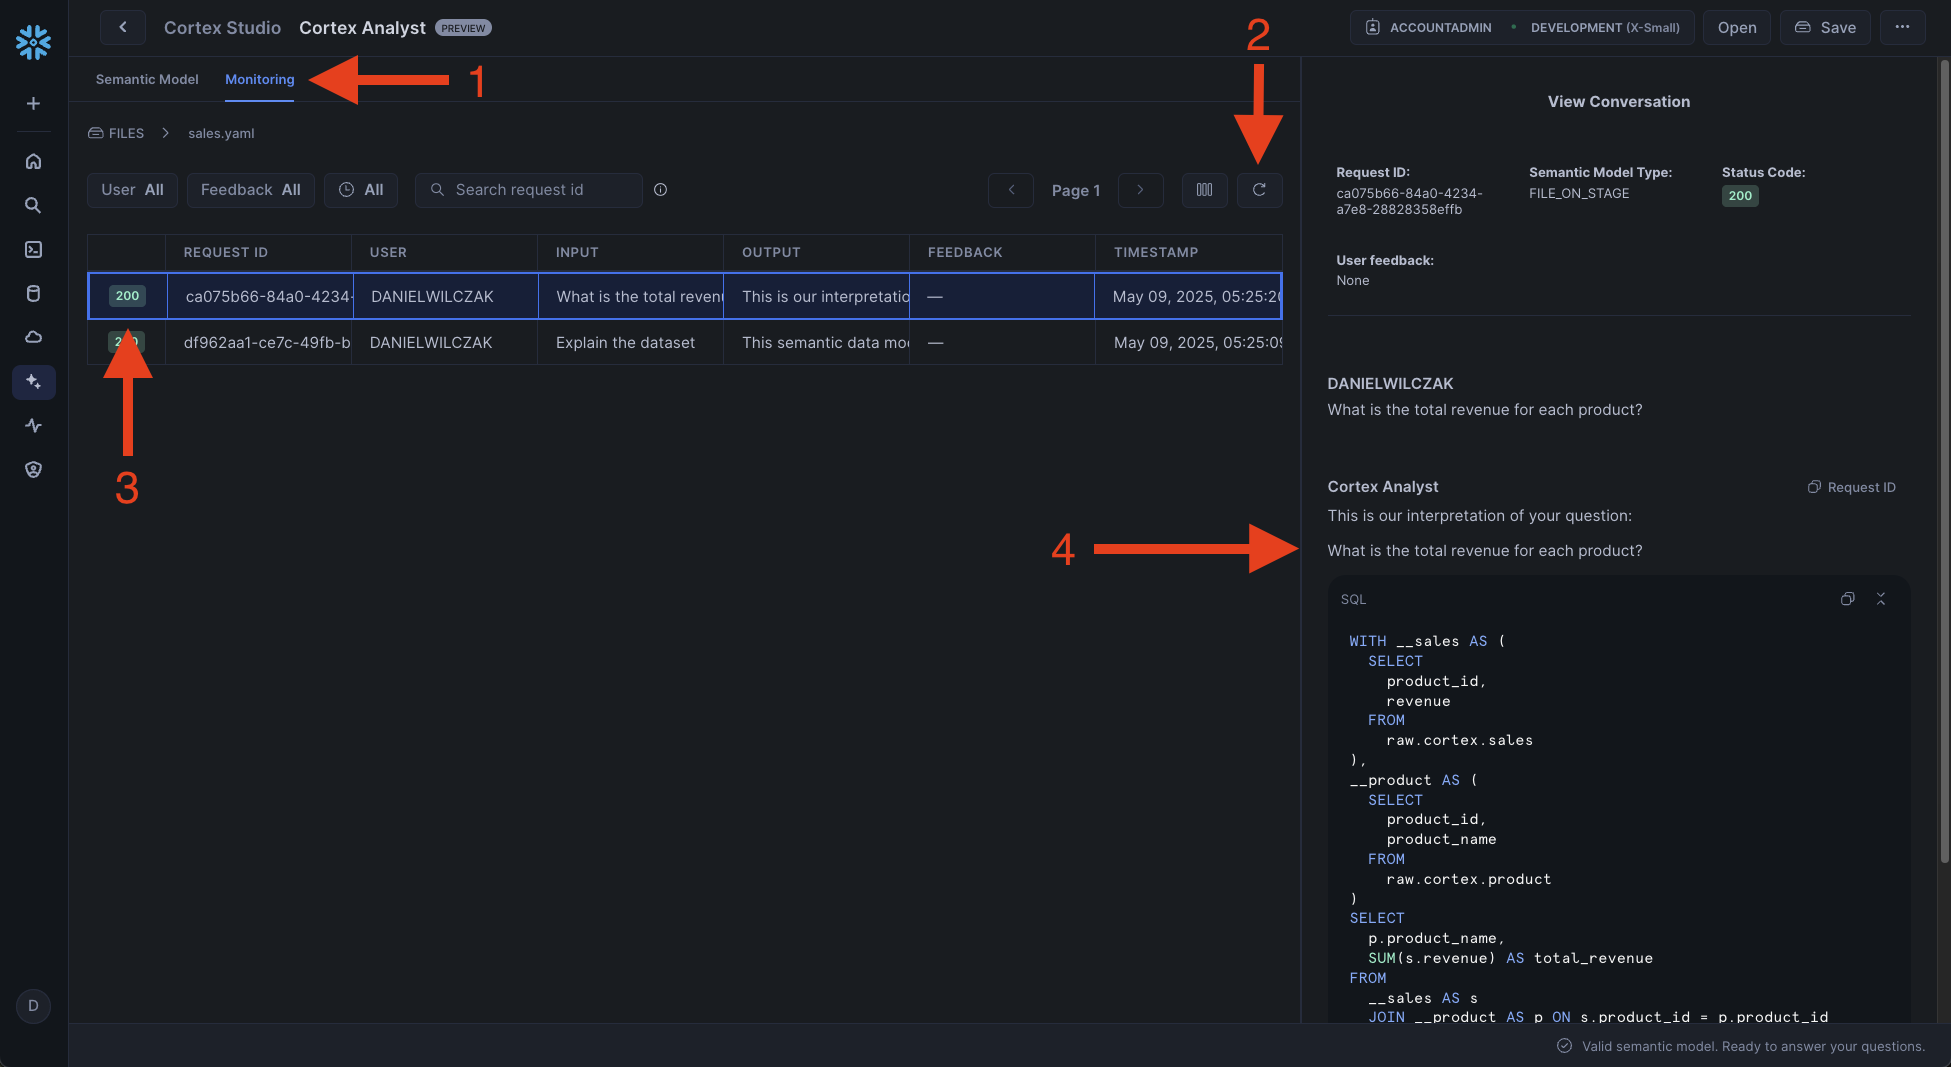 Cortex Studio Cortex Analyst PREVIEW
ACCOUNTADMIN DEVELOPMENT (X-Small) Open Save ...
2
Semantic Model Monitoring
1
FILES > sales.yaml
User All Feedback All All Search request id Page 1
REQUEST ID USER INPUT OUTPUT FEEDBACK TIMESTAMP
200 ca075b66-84a0-4234- DANIELWILCZAK What is the total reven This is our interpretatio — May 09, 2025, 05:25:20
df962aa1-ce7c-49fb-b DANIELWILCZAK Explain the dataset This semantic data mo — May 09, 2025, 05:25:09
3
4
D
View Conversation
Request ID: Semantic Model Type: Status Code:
ca075b66-84a0-4234-a7e8-28828358effb FILE_ON_STAGE 200
User feedback:
None
DANIELWILCZAK
What is the total revenue for each product?
Cortex Analyst Request ID
This is our interpretation of your question:
What is the total revenue for each product?
SQL
WITH __sales AS (
SELECT
product_id,
revenue
FROM
raw.cortex.sales
),
__product AS (
SELECT
product_id,
product_name
FROM
raw.cortex.product
)
SELECT
p.product_name,
SUM(s.revenue) AS total_revenue
FROM
__sales AS s
JOIN __product AS p ON s.product_id = p.product_id
Valid semantic model. Ready to answer your questions.